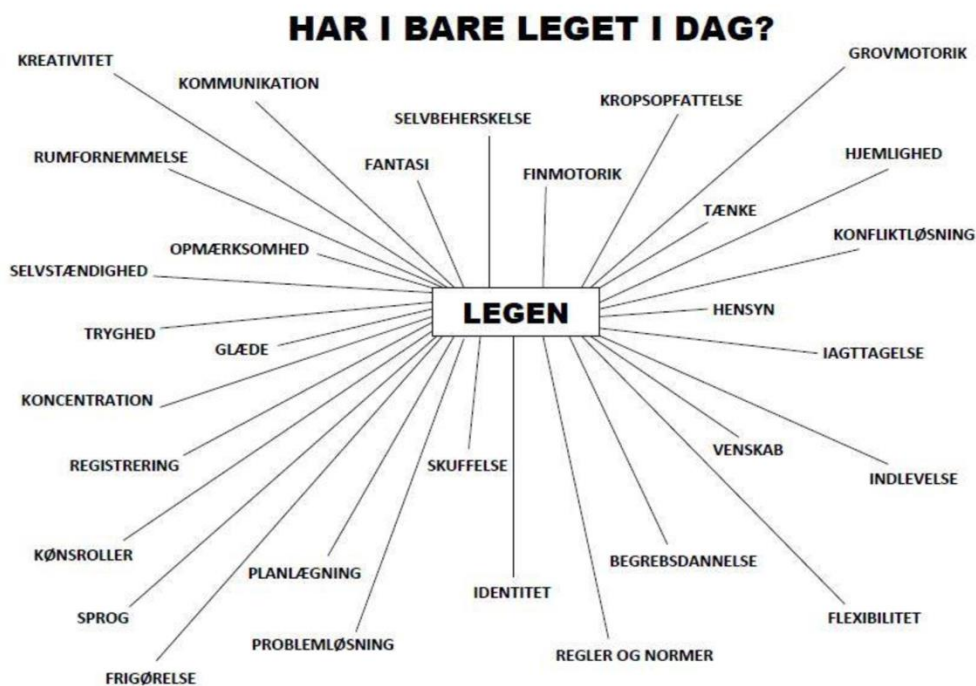 HAR I BARE LEGET I DAG?
KREATIVITET
GROVMOTORIK
KOMMUNIKATION
KROPSOPFATTELSE
SELVBEHERSKELSE
RUMFORNEMMELSE
FANTASI
FINMOTORIK
HJEMLIGHED
TÆNKE
KONFLIKTLØSNING
OPMÆRKSOMHED
SELVSTÆNDIGHED
LEGEN
HENSYN
TRYGHED
GLÆDE
IAGTTAGELSE
KONCENTRATION
VENSKAB
REGISTRERING
SKUFFELSE
INDLEVELSE
KØNSROLLER
PLANLÆGNING
BEGREBSDANNELSE
IDENTITET
SPROG
FLEXIBILITET
PROBLEMLØSNING
REGLER OG NORMER
FRIGØRELSE